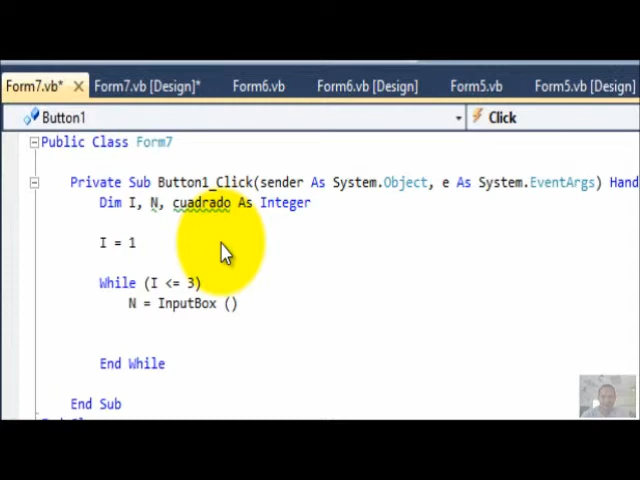 Form7.vb* Form7.vb [Design]* Form6.vb Form6.vb [Design] Form5.vb Form5.vb [Design]
Button1 Click
Public Class Form7
Private Sub Button1_Click(sender As System.Object, e As System.EventArgs) Hand
Dim I, N, cuadrado As Integer
I = 1
While (I <= 3)
N = InputBox ()
End While
End Sub